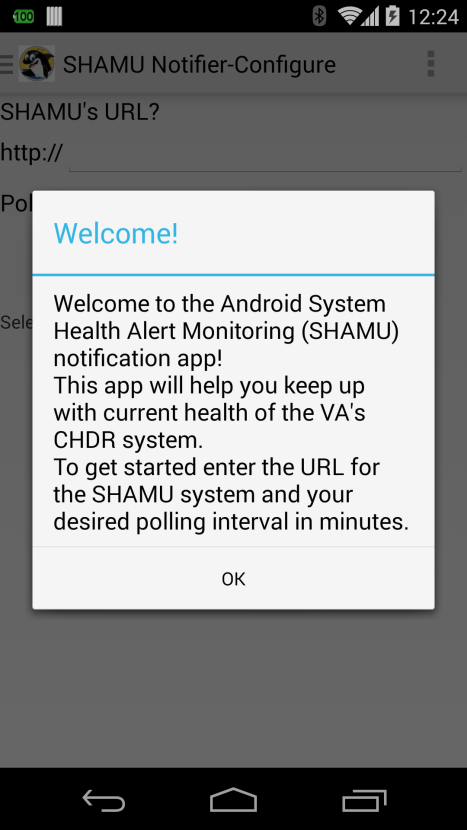 100
12:24
SHAMU Notifier-Configure
SHAMU's URL?
http://
Pol
Welcome!
Welcome to the Android System
Health Alert Monitoring (SHAMU)
notification app!
This app will help you keep up
with current health of the VA's
CHDR system.
To get started enter the URL for
the SHAMU system and your
desired polling interval in minutes.
Sele
OK